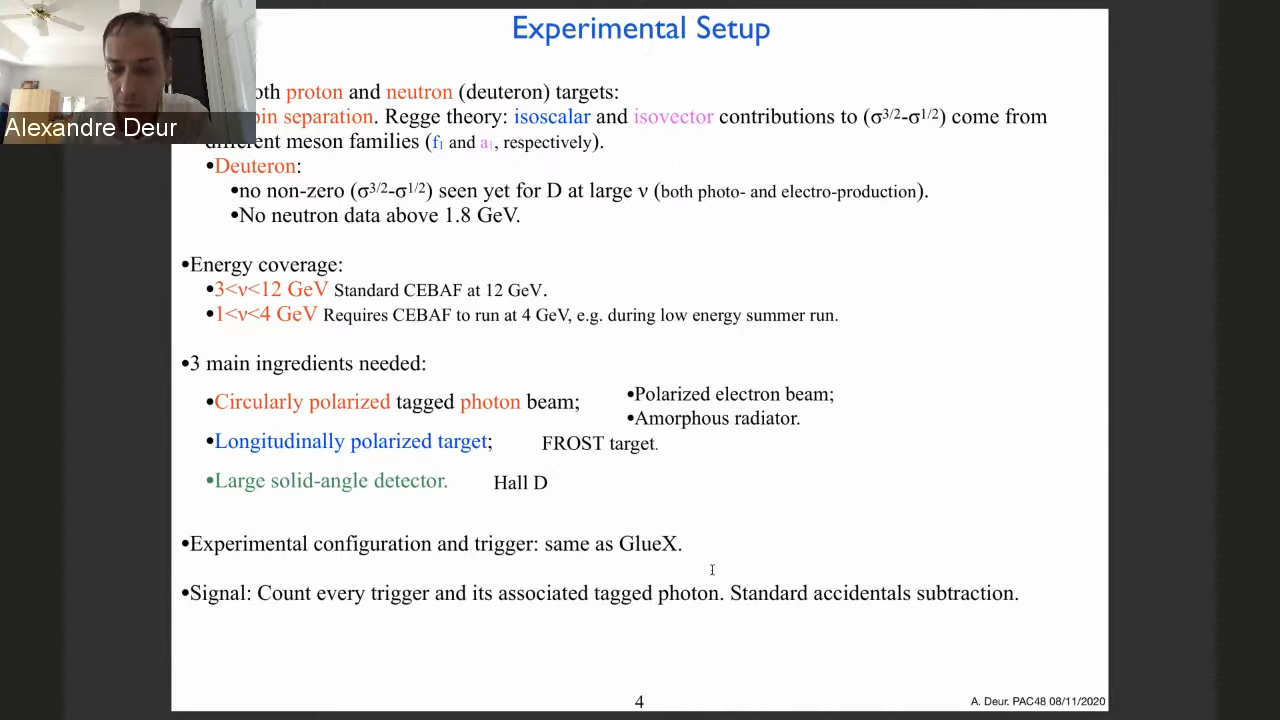 Experimental Setup
Alexandre Deur
oth proton and neutron (deuteron) targets:
pin separation. Regge theory: isoscalar and isovector contributions to (σ3/2-σ1/2) come from
different meson families (f1 and a1, respectively).
•Deuteron:
•no non-zero (σ3/2-σ1/2) seen yet for D at large ν (both photo- and electro-production).
•No neutron data above 1.8 GeV.
•Energy coverage:
•3<ν<12 GeV Standard CEBAF at 12 GeV.
•1<ν<4 GeV Requires CEBAF to run at 4 GeV, e.g. during low energy summer run.
•3 main ingredients needed:
•Circularly polarized tagged photon beam;
•Polarized electron beam;
•Amorphous radiator.
•Longitudinally polarized target; FROST target.
•Large solid-angle detector. Hall D
•Experimental configuration and trigger: same as GlueX.
•Signal: Count every trigger and its associated tagged photon. Standard accidentals subtraction.
4
A. Deur. PAC48 08/11/2020